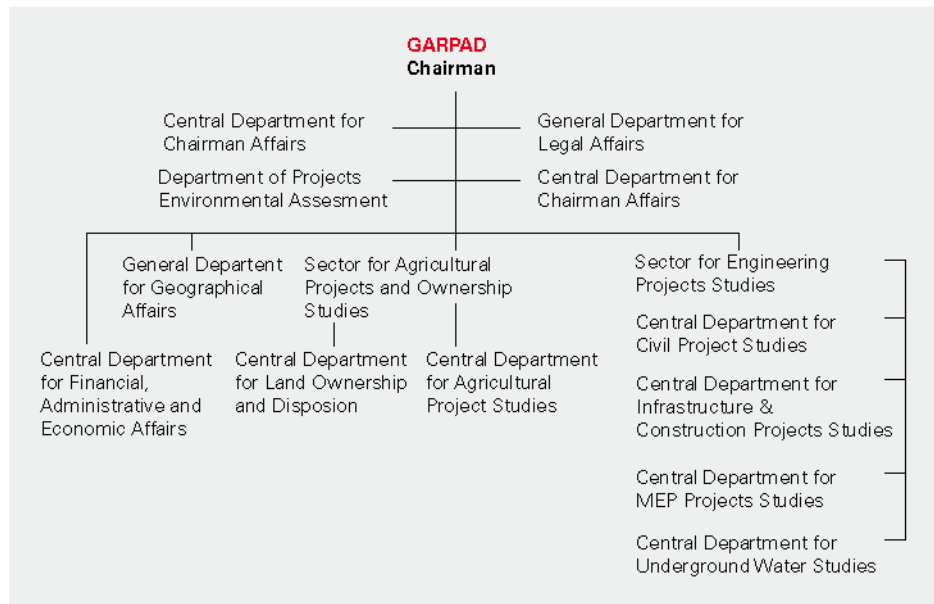 GARPAD
Chairman
Central Department for
Chairman Affairs
General Department for
Legal Affairs
Department of Projects
Environmental Assesment
Central Department for
Chairman Affairs
General Departent
for Geographical
Affairs
Sector for Agricultural
Projects and Ownership
Studies
Sector for Engineering
Projects Studies
Central Department
for Financial,
Administrative and
Economic Affairs
Central Department
for Land Ownership
and Disposion
Central Department
for Agricultural
Project Studies
Central Department for
Civil Project Studies
Central Department for
Infrastructure &
Construction Projects Studies
Central Department for
MEP Projects Studies
Central Department for
Underground Water Studies